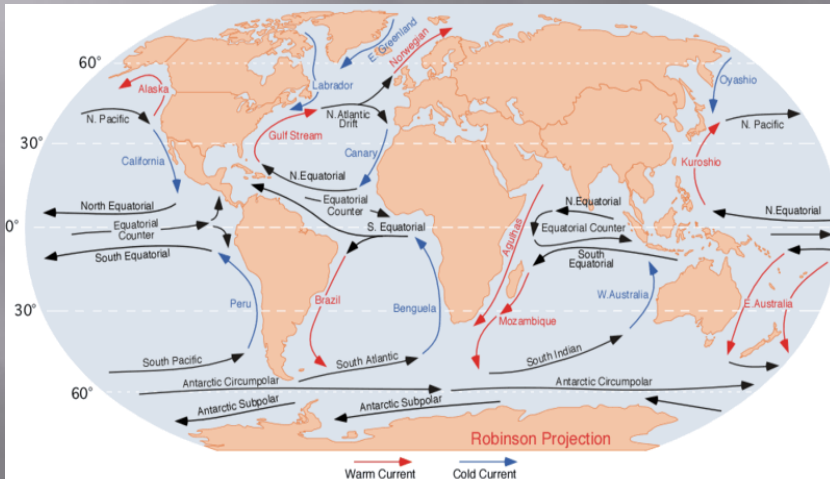 60°
30°
0°
30°
60°
Alaska
N. Pacific
California
Labrador
E. Greenland
Norwegian
N.Atlantic
Drift
Gulf Stream
Canary
N.Equatorial
Equatorial
Counter
S. Equatorial
North Equatorial
Equatorial
Counter
South Equatorial
Peru
Brazil
Benguela
Agulhas
Mozambique
N.Equatorial
Equatorial Counter
South
Equatorial
W.Australia
E.Australia
Oyashio
N. Pacific
Kuroshio
N.Equatorial
South Pacific
South Atlantic
South Indian
Antarctic Circumpolar
Antarctic Circumpolar
Antarctic Subpolar
Antarctic Subpolar
Robinson Projection
Warm Current
Cold Current